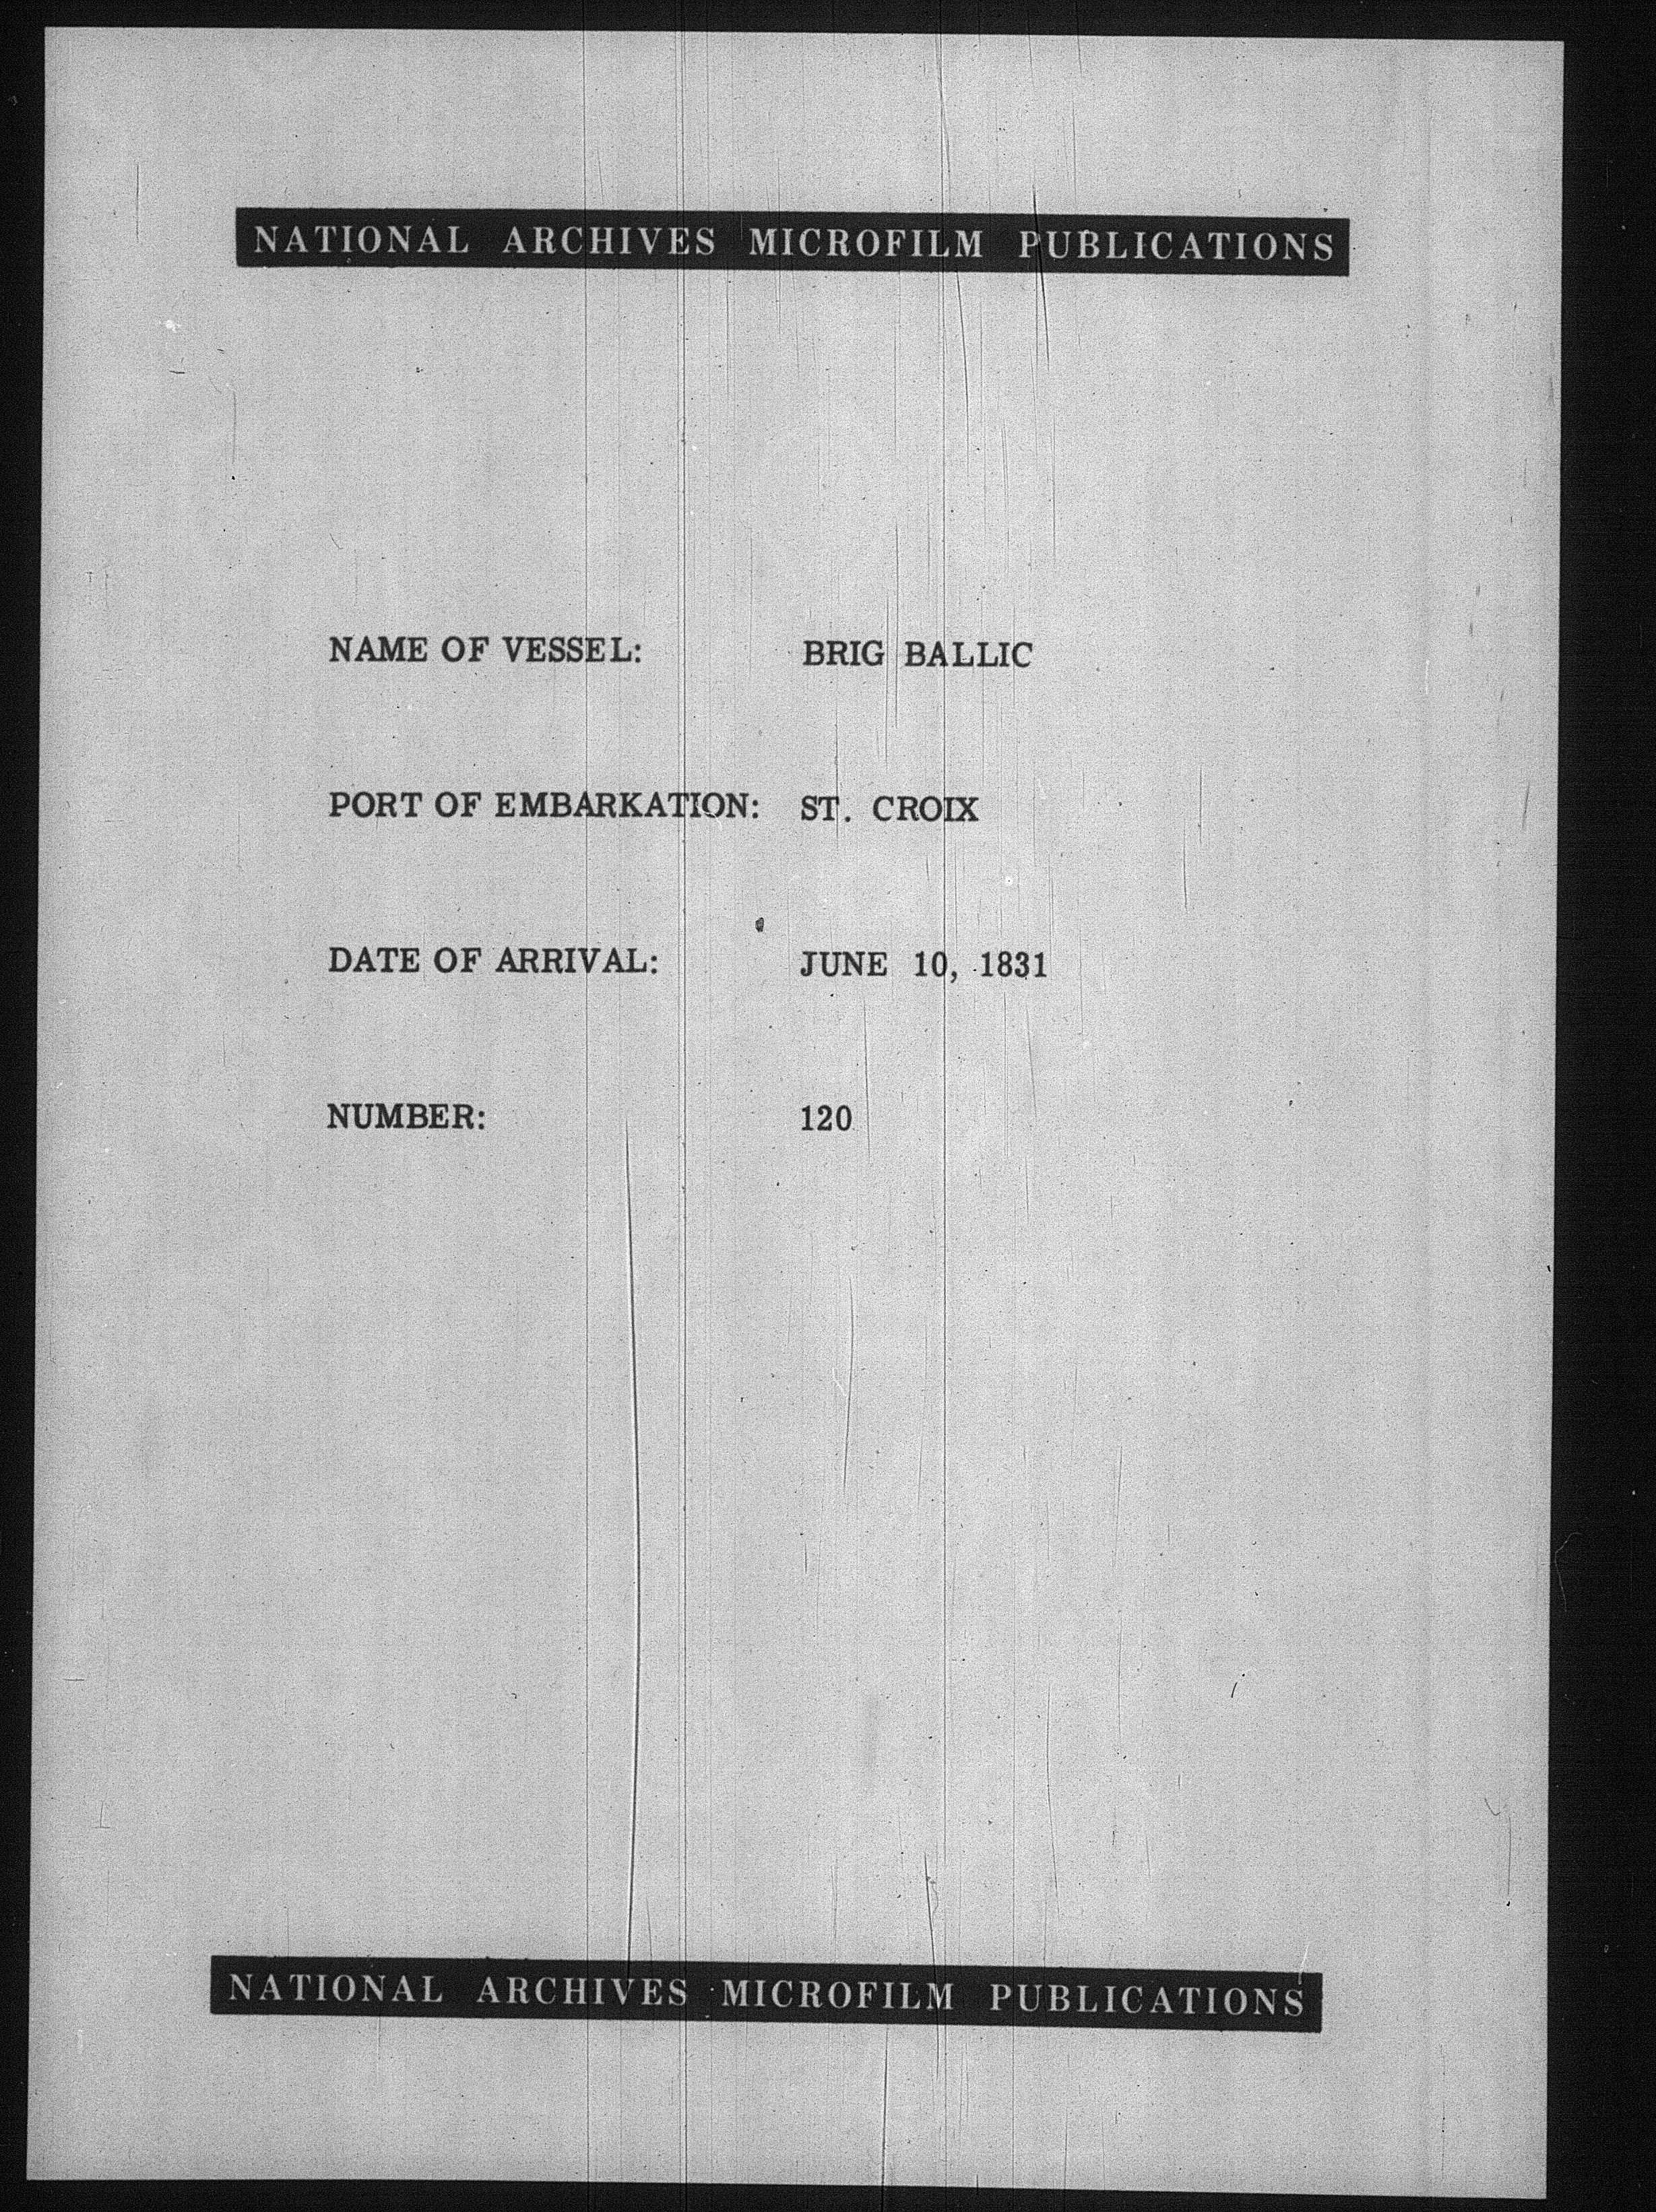 NATIONAL ARCHIVES MICROFILM PUBLICATIONS
NAME OF VESSEL: BRIG BALLIC
PORT OF EMBARKATION: ST. CROIX
DATE OF ARRIVAL: JUNE 10, 1831
NUMBER: 120
NATIONAL ARCHIVES MICROFILM PUBLICATIONS